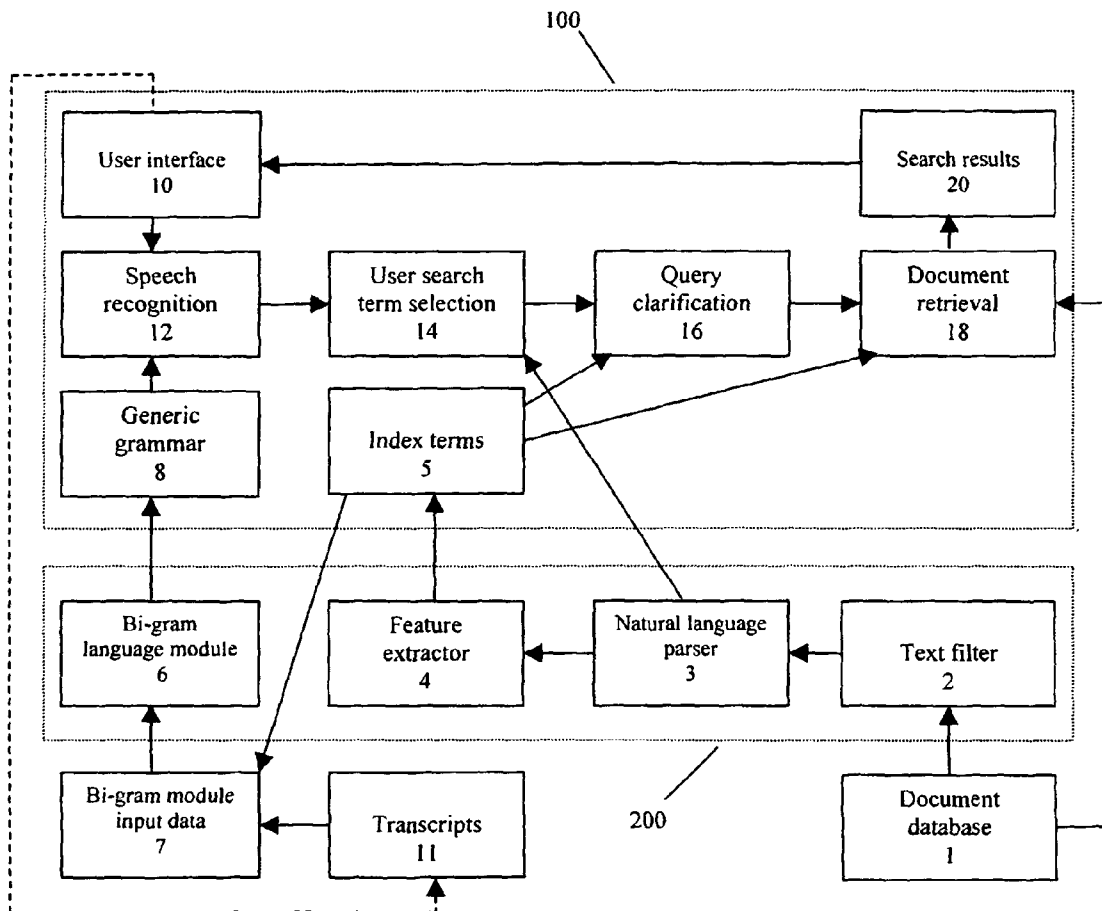 100
User interface
10
Search results
20
Speech
recognition
12
User search
term selection
14
Query
clarification
16
Document
retrieval
18
Generic
grammar
8
Index terms
5
Bi-gram
language module
6
Feature
extractor
4
Natural language
parser
3
Text filter
2
Bi-gram module
input data
7
Transcripts
11
200
Document
database
1